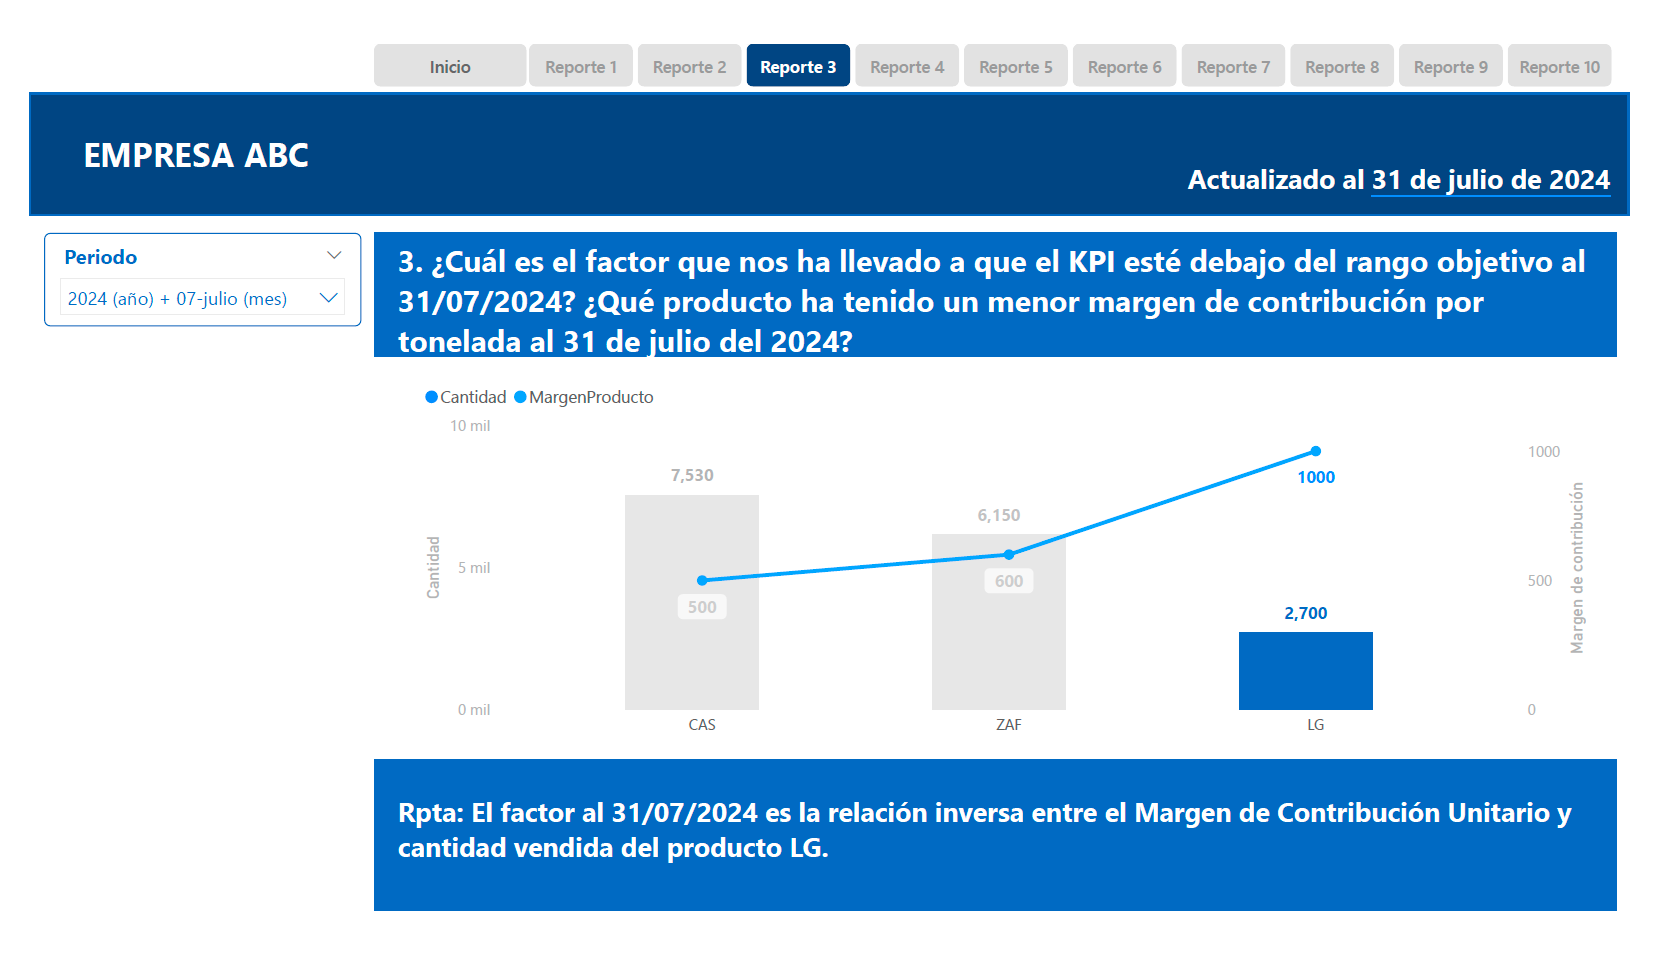 Inicio Reporte 1 Reporte 2 Reporte 3 Reporte 4 Reporte 5 Reporte 6 Reporte 7 Reporte 8 Reporte 9 Reporte 10
EMPRESA ABC
Actualizado al 31 de julio de 2024
Periodo
2024 (año) + 07-julio (mes)
3. ¿Cuál es el factor que nos ha llevado a que el KPI esté debajo del rango objetivo al
31/07/2024? ¿Qué producto ha tenido un menor margen de contribución por
tonelada al 31 de julio del 2024?
Cantidad MargenProducto
10 mil
5 mil
0 mil
Cantidad
7,530
500
6,150
600
1000
2,700
CAS ZAF LG
1000
500
0
Margen de contribución
Rpta: El factor al 31/07/2024 es la relación inversa entre el Margen de Contribución Unitario y
cantidad vendida del producto LG.